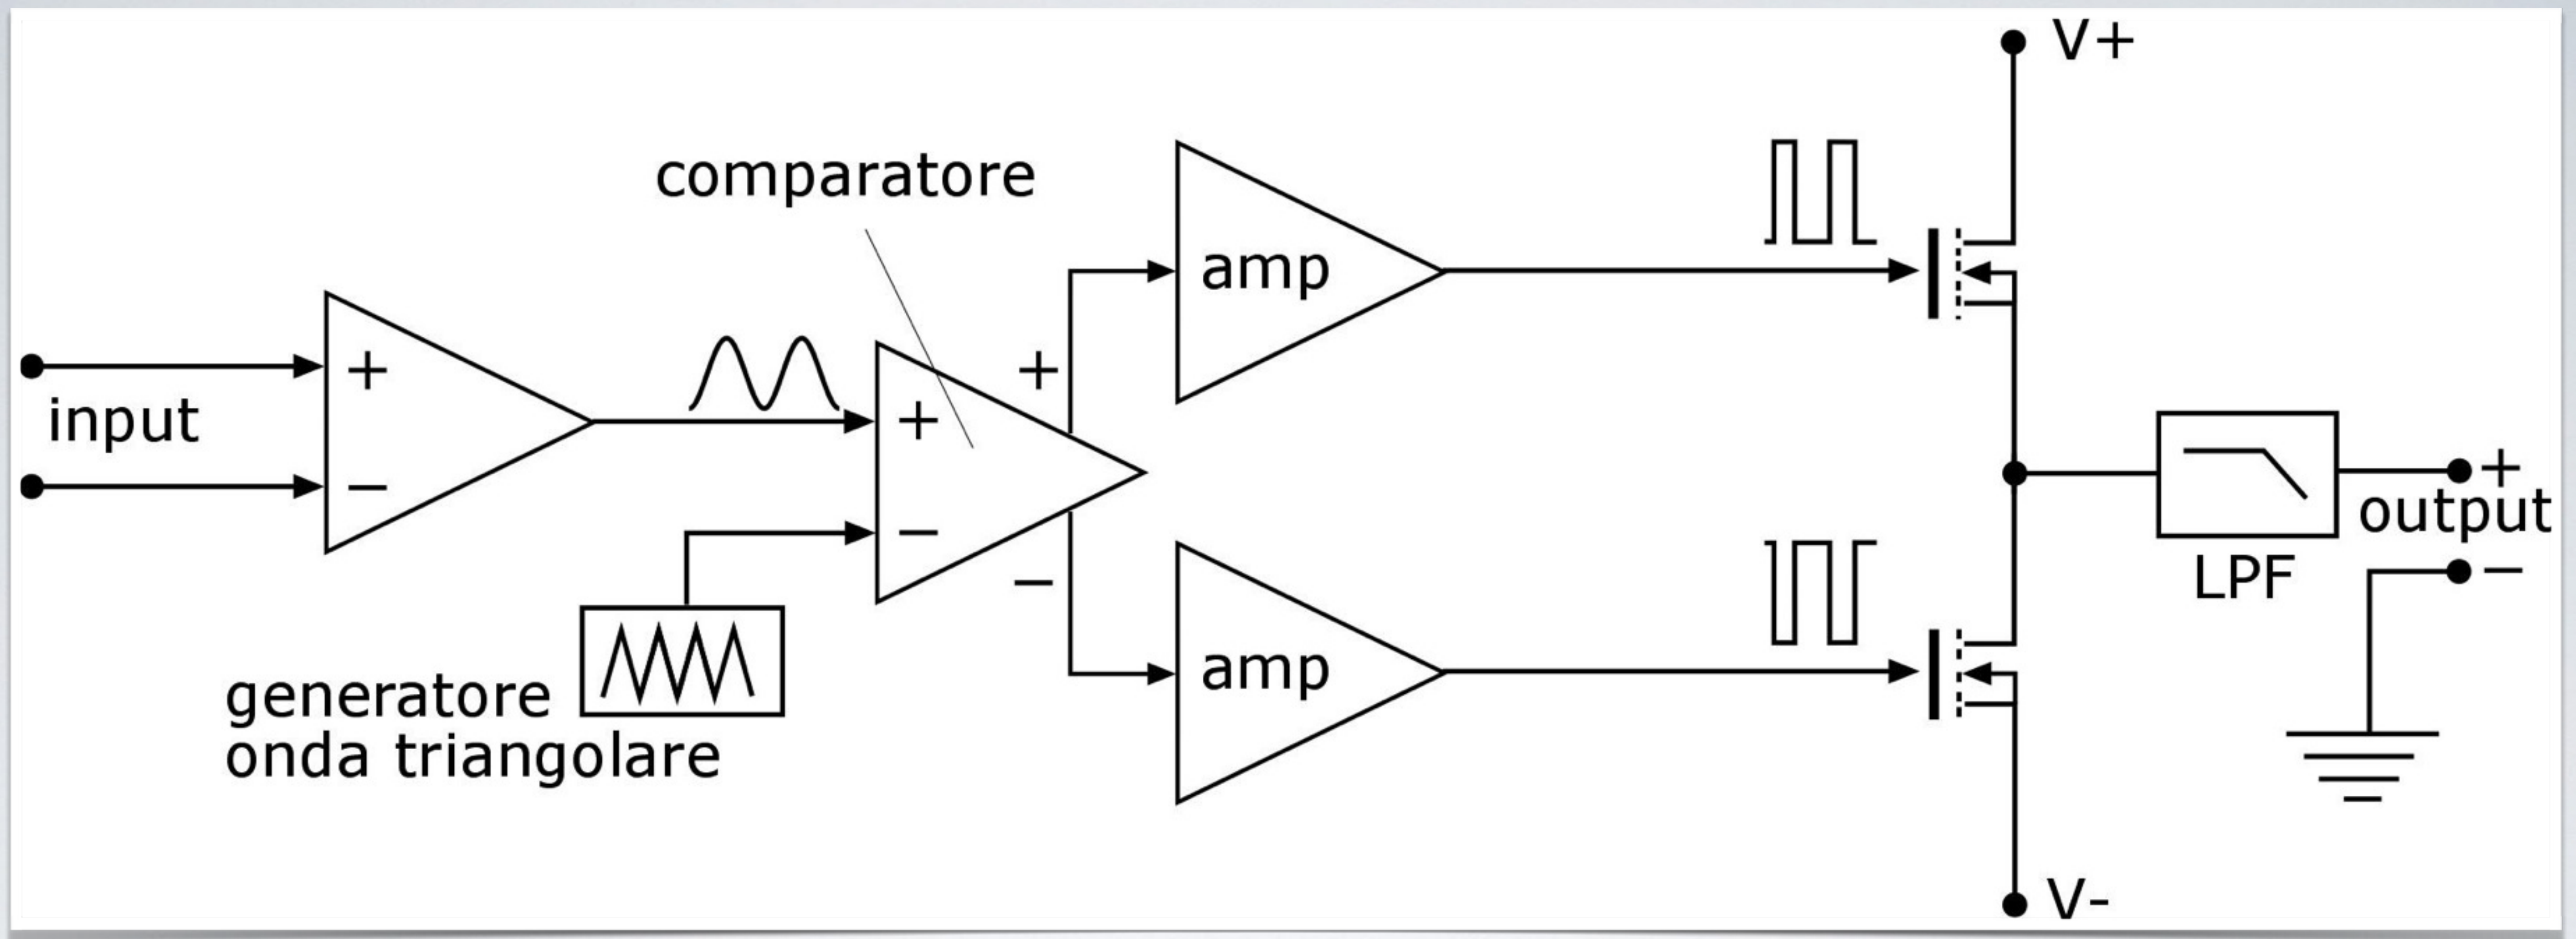 V+
comparatore
amp
+
+
input
+
−
−
−
generatore
onda triangolare
amp
+
output
−
LPF
V-